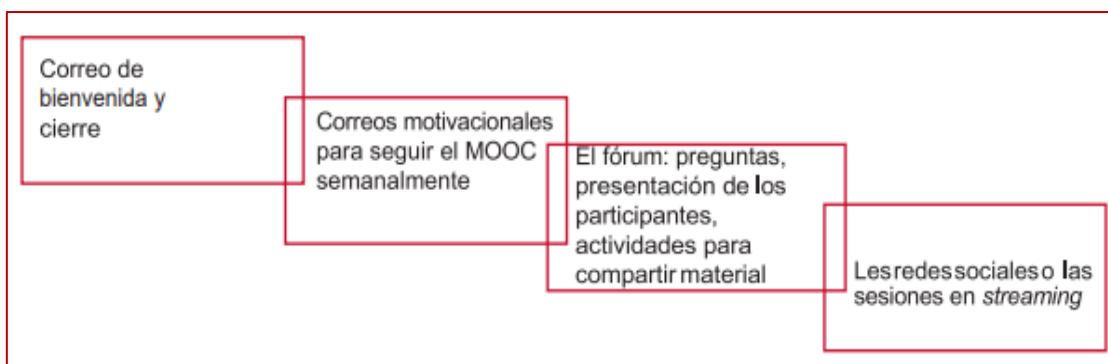 Correo de
bienvenida y
cierre
Correos motivacionales
para seguir el MOOC
semanalmente
El fórum: preguntas,
presentación de los
participantes,
actividades para
compartir material
Les redes sociales o las
sesiones en streaming